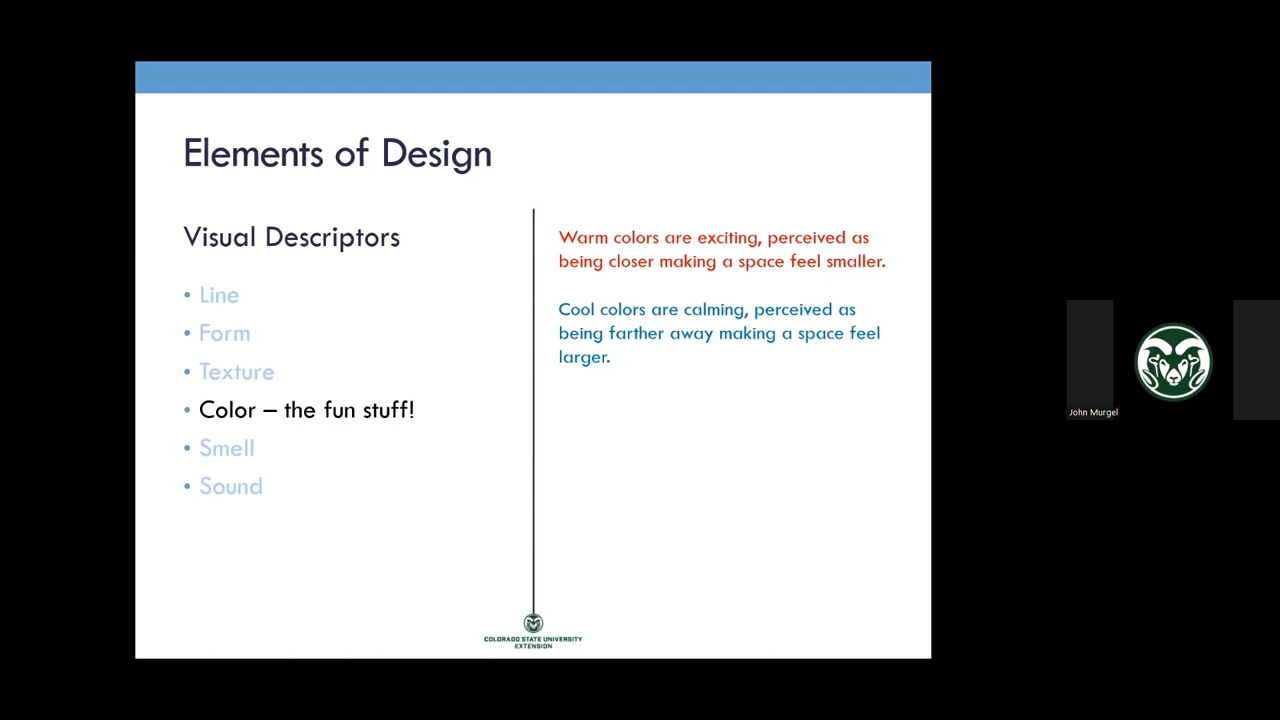 Elements of Design
Visual Descriptors
• Line
• Form
• Texture
• Color – the fun stuff!
• Smell
• Sound
Warm colors are exciting, perceived as
being closer making a space feel smaller.
Cool colors are calming, perceived as
being farther away making a space feel
larger.
COLORADO STATE UNIVERSITY
EXTENSION
John Murgel